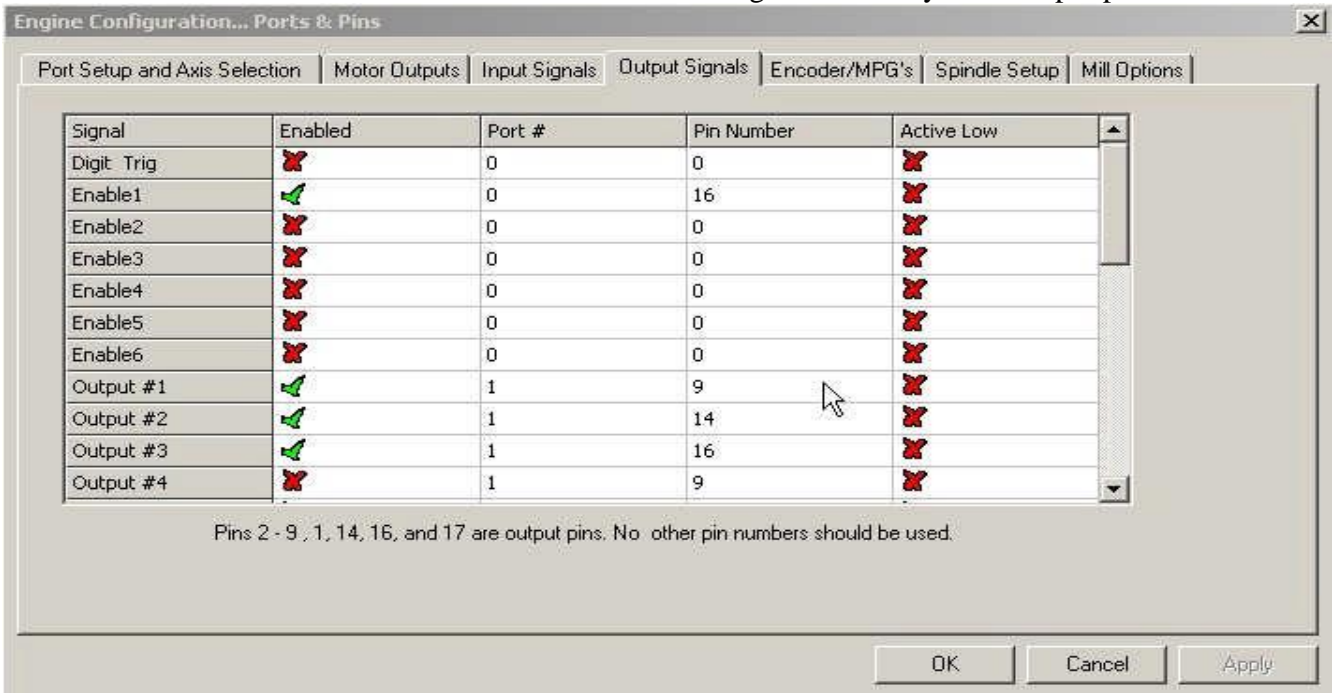 Engine Configuration... Ports & Pins
Port Setup and Axis Selection Motor Outputs Input Signals Output Signals Encoder/MPG's Spindle Setup Mill Options
Signal Enabled Port # Pin Number Active Low
Digit Trig 0 0
Enable1 0 16
Enable2 0 0
Enable3 0 0
Enable4 0 0
Enable5 0 0
Enable6 0 0
Output #1 1 9
Output #2 1 14
Output #3 1 16
Output #4 1 9
Pins 2 - 9 , 1, 14, 16, and 17 are output pins. No other pin numbers should be used.
OK Cancel Apply